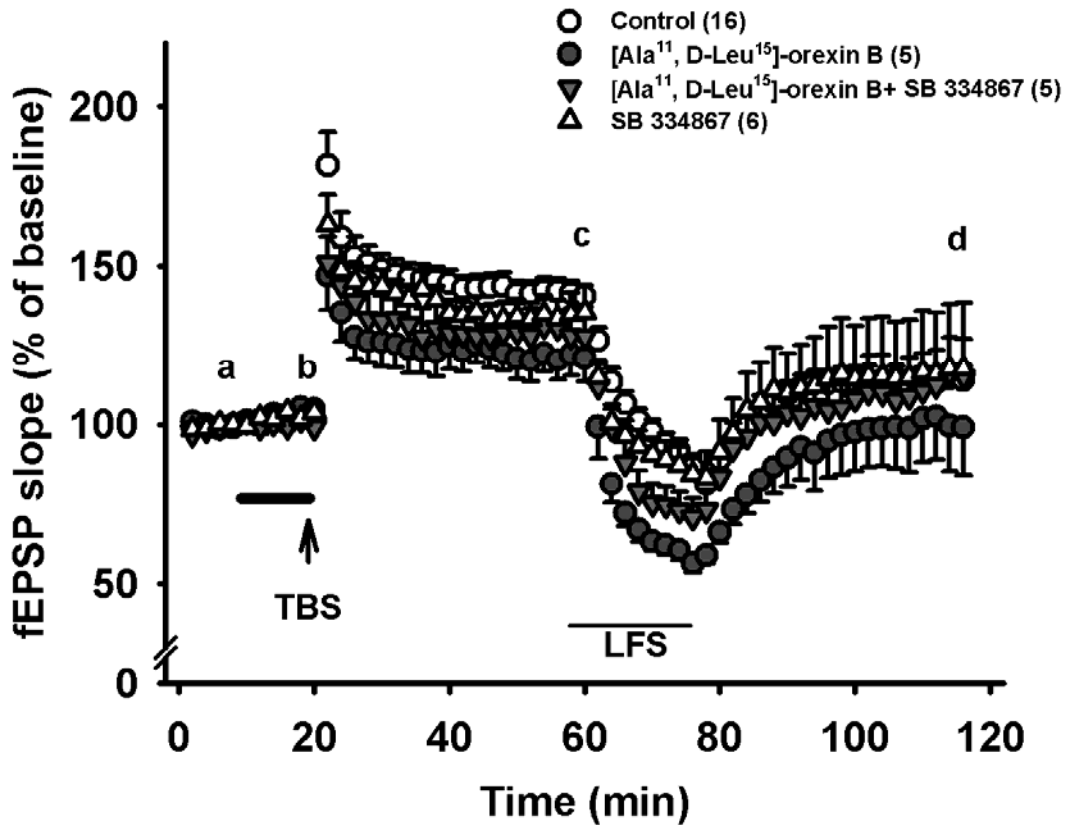 Control (16)
[Ala¹¹, D-Leu¹⁵]-orexin B (5)
[Ala¹¹, D-Leu¹⁵]-orexin B+ SB 334867 (5)
SB 334867 (6)
fEPSP slope (% of baseline)
200
150
100
50
0
a
b
c
d
TBS
LFS
0
20
40
60
80
100
120
Time (min)